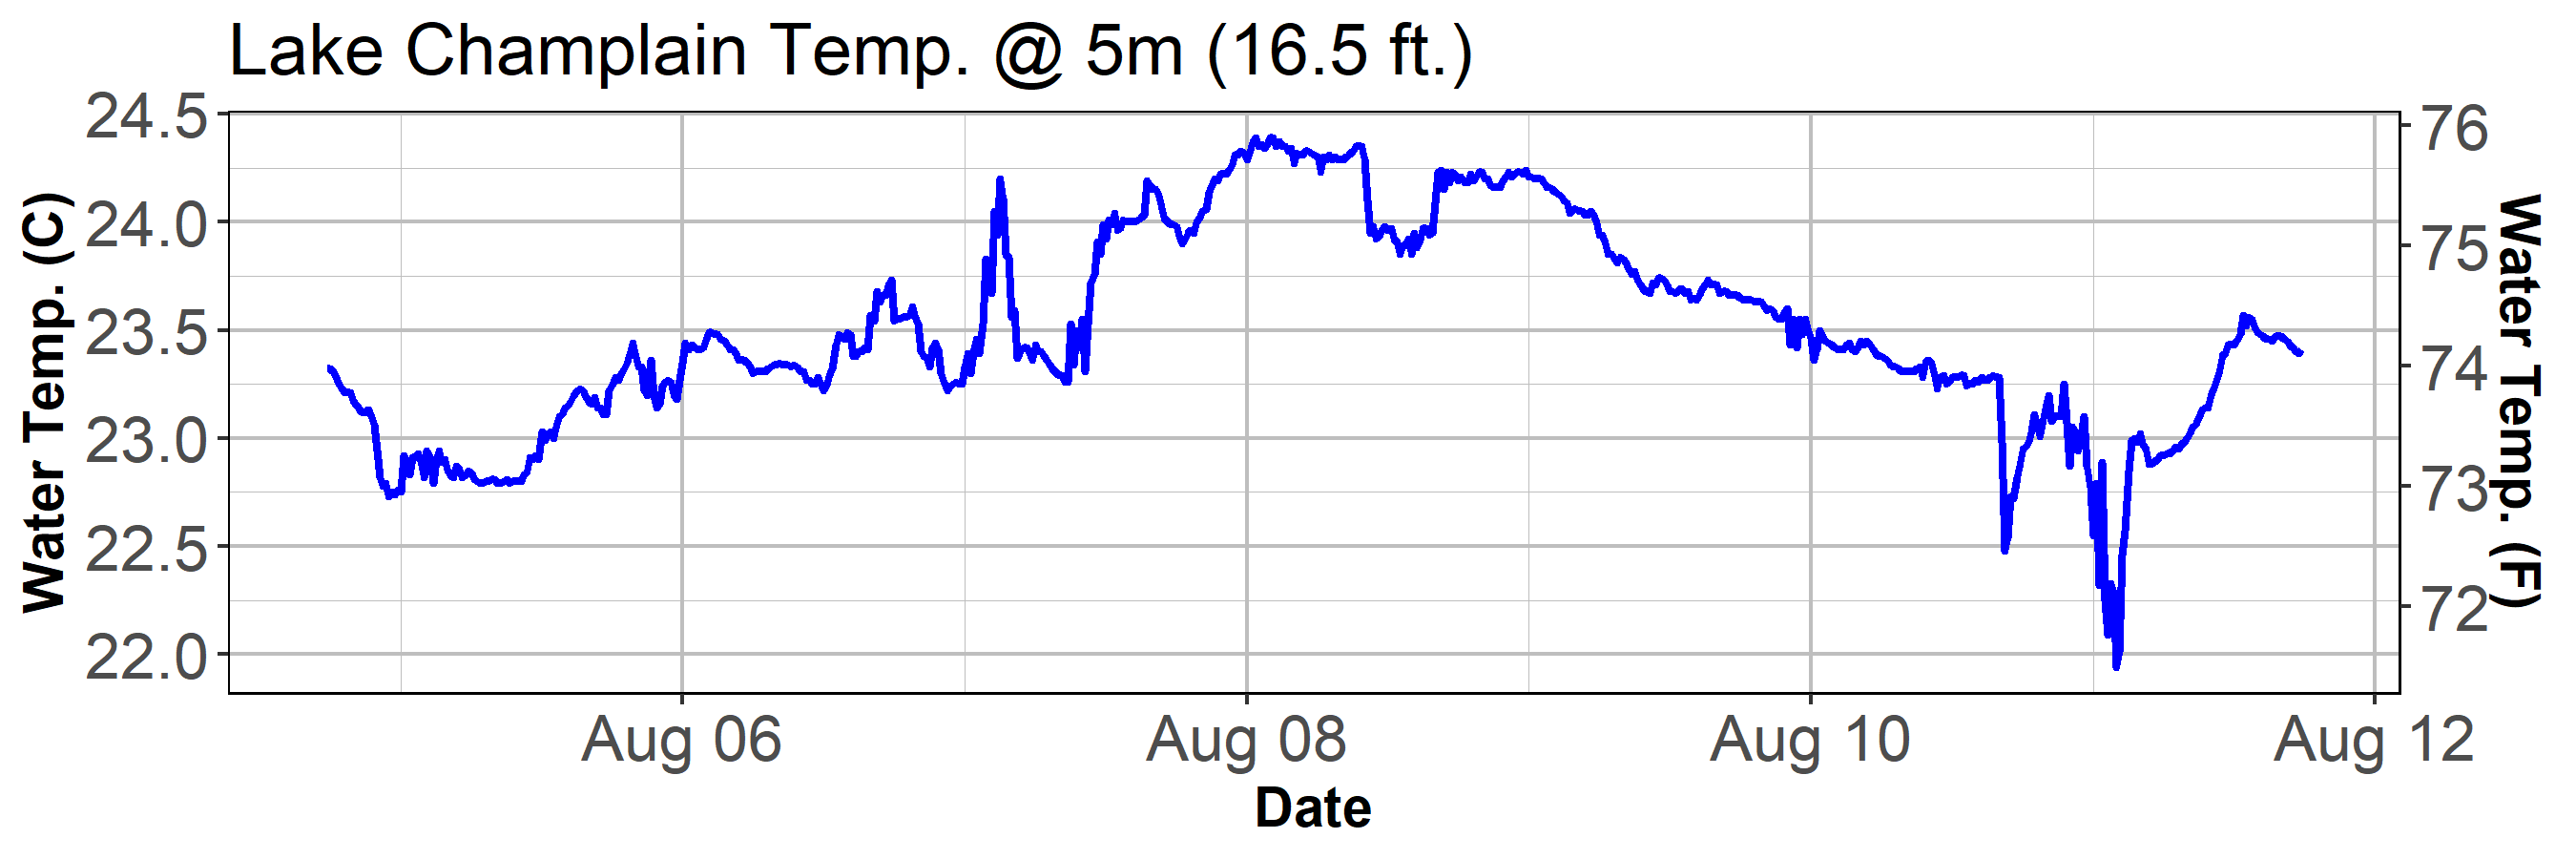 Lake Champlain Temp. @ 5m (16.5 ft.)
Water Temp. (C)
24.5
24.0
23.5
23.0
22.5
22.0
76
75
74
73
72
Water Temp. (F)
Aug 06
Aug 08
Aug 10
Aug 12
Date